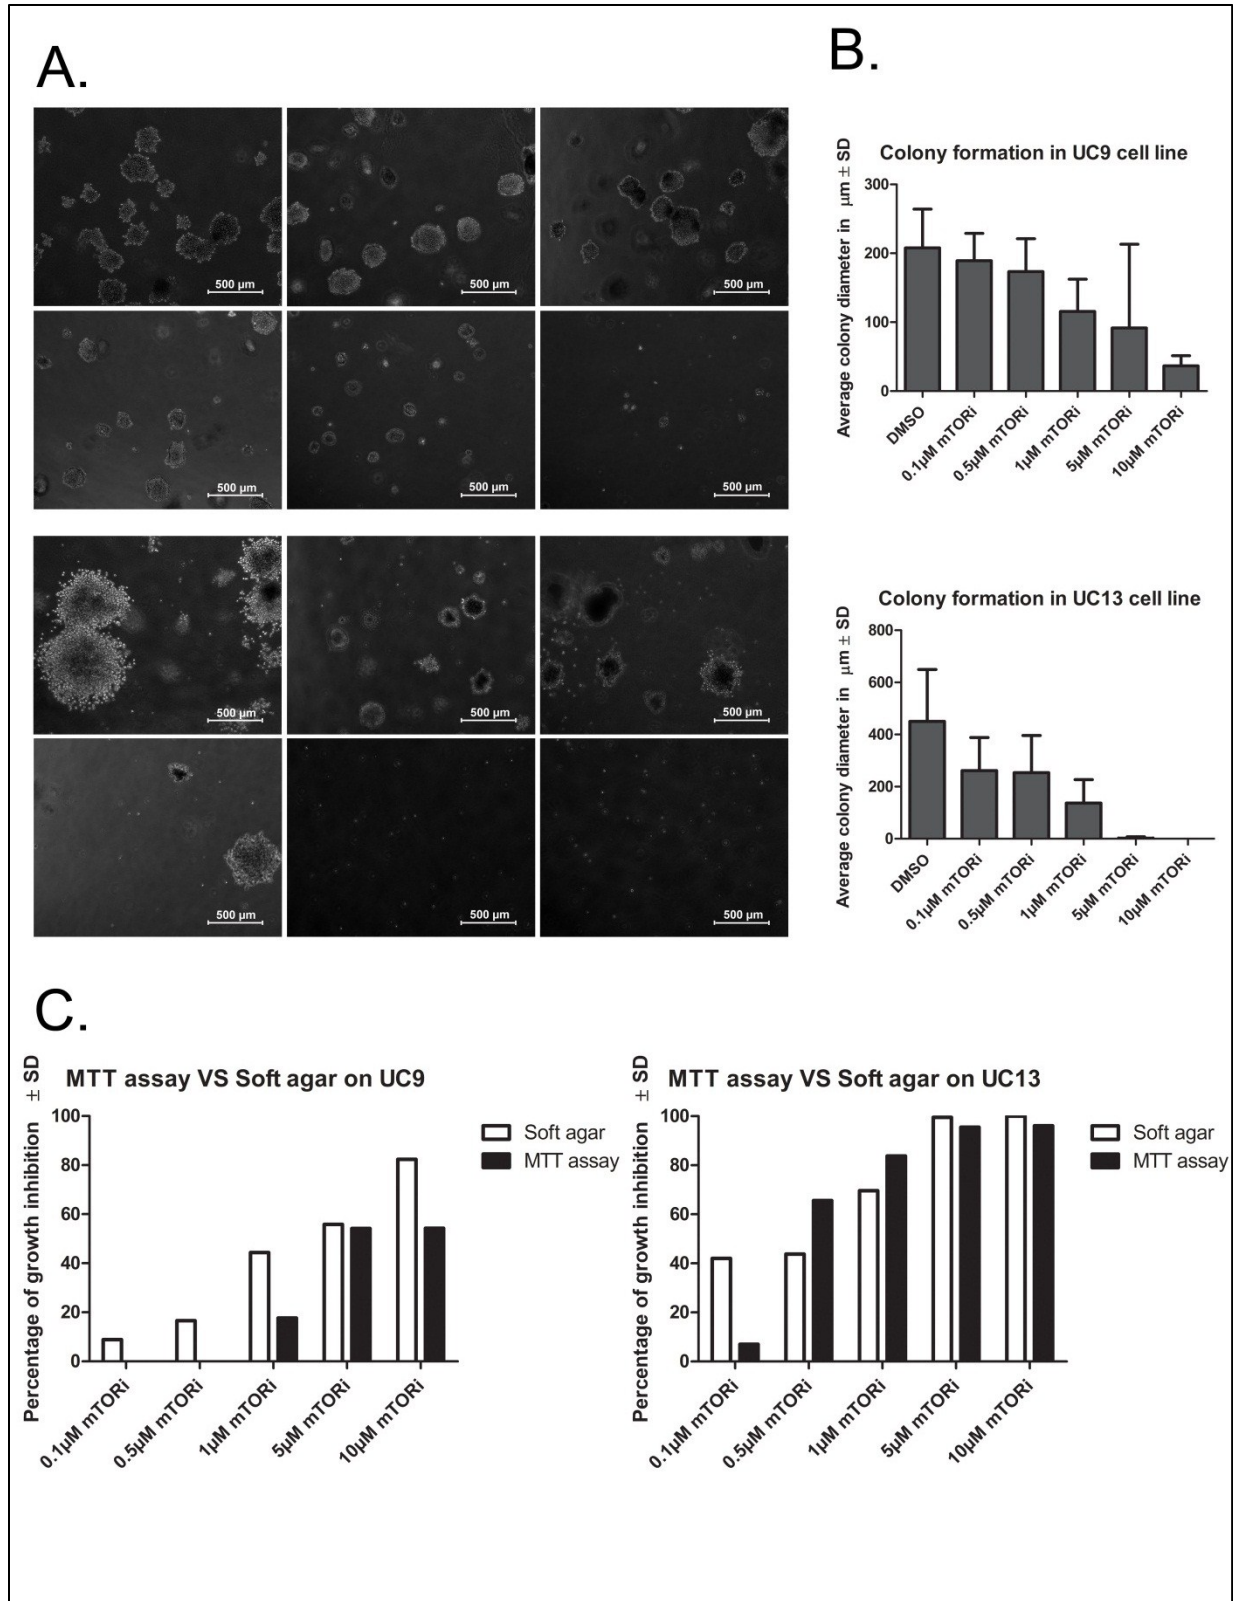 A.
B.
500 µm 500 µm 500 µm
500 µm 500 µm 500 µm
500 µm 500 µm 500 µm
500 µm 500 µm 500 µm
Colony formation in UC9 cell line
Average colony diameter in µm ± SD
300
200
100
0
DMSO
0.1µM mTORi
0.5µM mTORi
1µM mTORi
5µM mTORi
10µM mTORi
Colony formation in UC13 cell line
Average colony diameter in µm ± SD
800
600
400
200
0
DMSO
0.1µM mTORi
0.5µM mTORi
1µM mTORi
5µM mTORi
10µM mTORi
C.
MTT assay VS Soft agar on UC9
Percentage of growth inhibition ± SD
100
80
60
40
20
0
0.1µM mTORi
0.5µM mTORi
1µM mTORi
5µM mTORi
10µM mTORi
Soft agar
MTT assay
MTT assay VS Soft agar on UC13
Percentage of growth inhibition ± SD
100
80
60
40
20
0
0.1µM mTORi
0.5µM mTORi
1µM mTORi
5µM mTORi
10µM mTORi
Soft agar
MTT assay